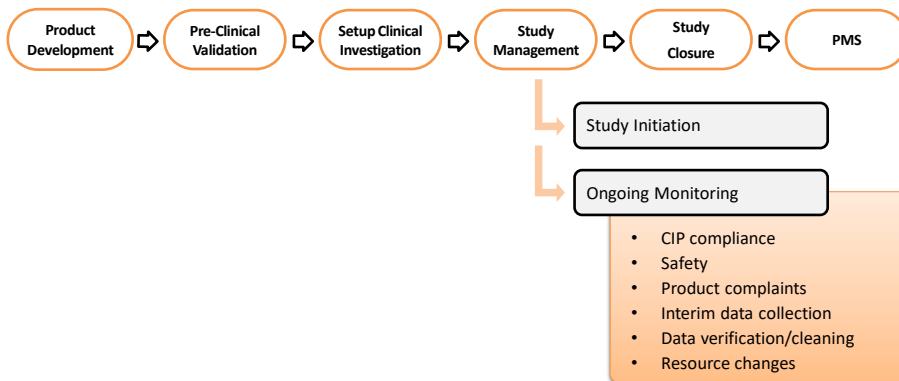 Product
Development
Pre-Clinical
Validation
Setup Clinical
Investigation
Study
Management
Study
Closure
PMS
Study Initiation
Ongoing Monitoring
• CIP compliance
• Safety
• Product complaints
• Interim data collection
• Data verification/cleaning
• Resource changes